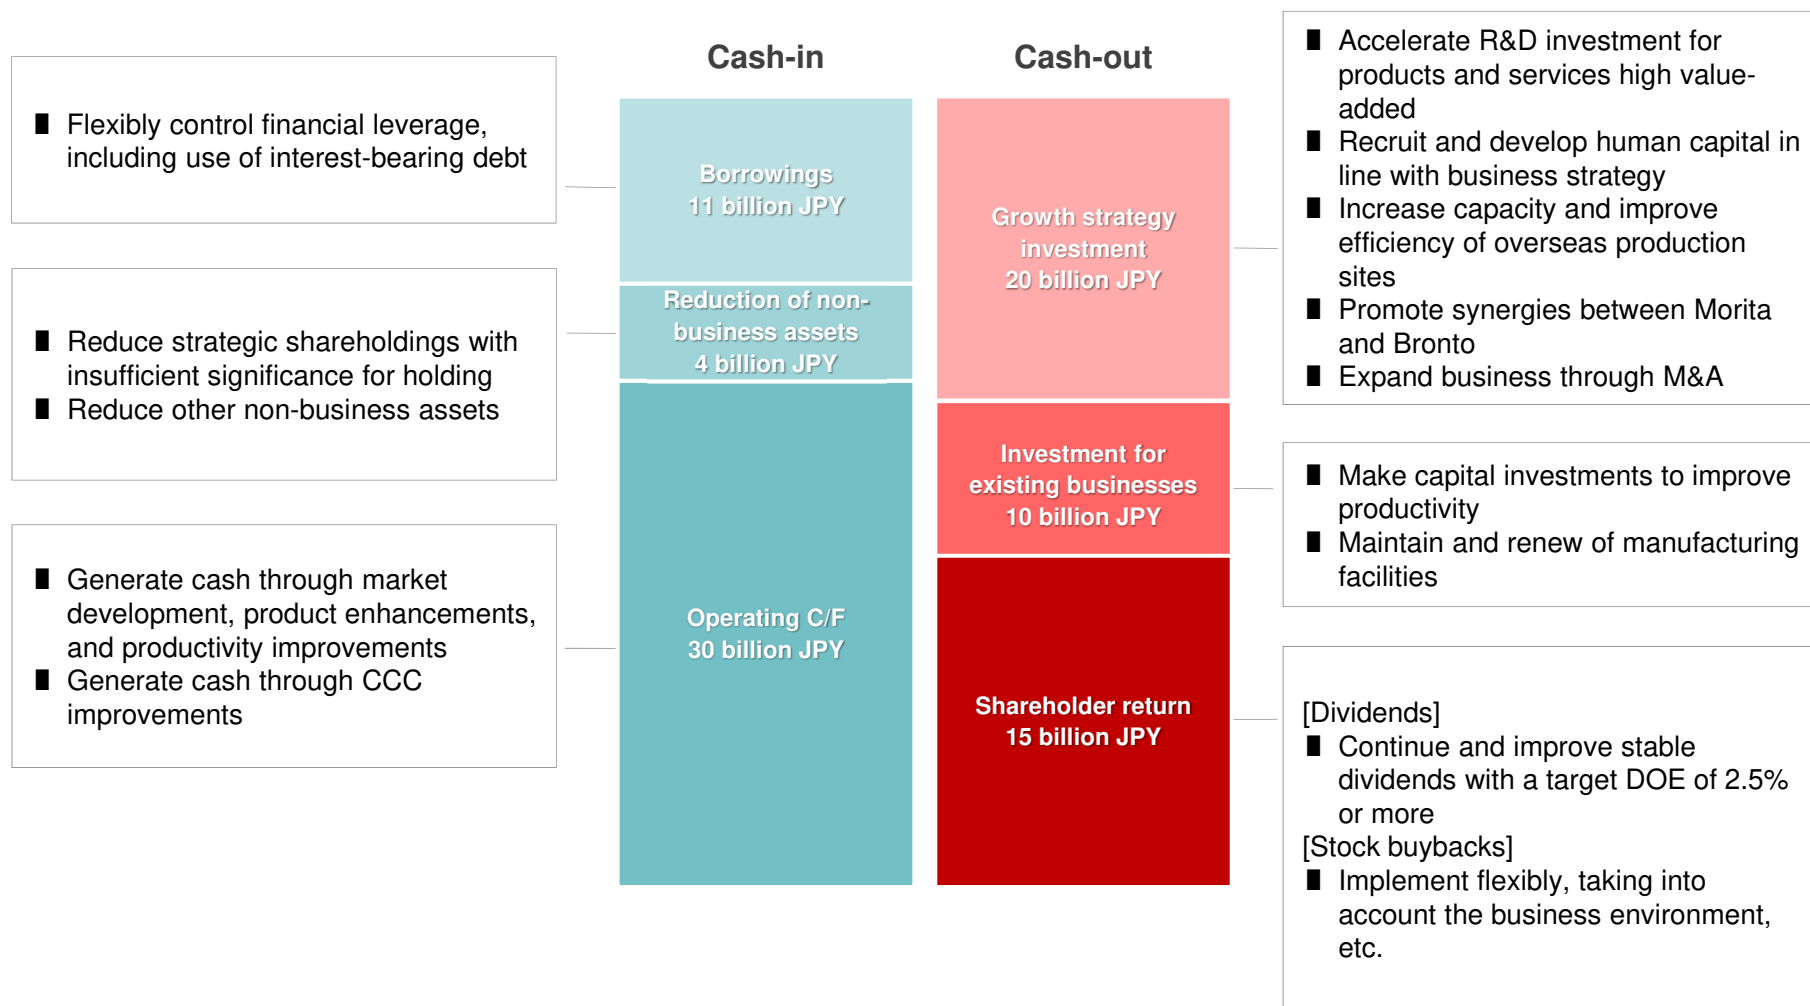 Cash-in
Cash-out
■ Flexibly control financial leverage,
including use of interest-bearing debt
■ Reduce strategic shareholdings with
insufficient significance for holding
■ Reduce other non-business assets
■ Generate cash through market
development, product enhancements,
and productivity improvements
■ Generate cash through CCC
improvements
Borrowings
11 billion JPY
Reduction of non-
business assets
4 billion JPY
Operating C/F
30 billion JPY
Growth strategy
investment
20 billion JPY
Investment for
existing businesses
10 billion JPY
Shareholder return
15 billion JPY
■ Accelerate R&D investment for
products and services high value-
added
■ Recruit and develop human capital in
line with business strategy
■ Increase capacity and improve
efficiency of overseas production
sites
■ Promote synergies between Morita
and Bronto
■ Expand business through M&A
■ Make capital investments to improve
productivity
■ Maintain and renew of manufacturing
facilities
[Dividends]
■ Continue and improve stable
dividends with a target DOE of 2.5%
or more
[Stock buybacks]
■ Implement flexibly, taking into
account the business environment,
etc.